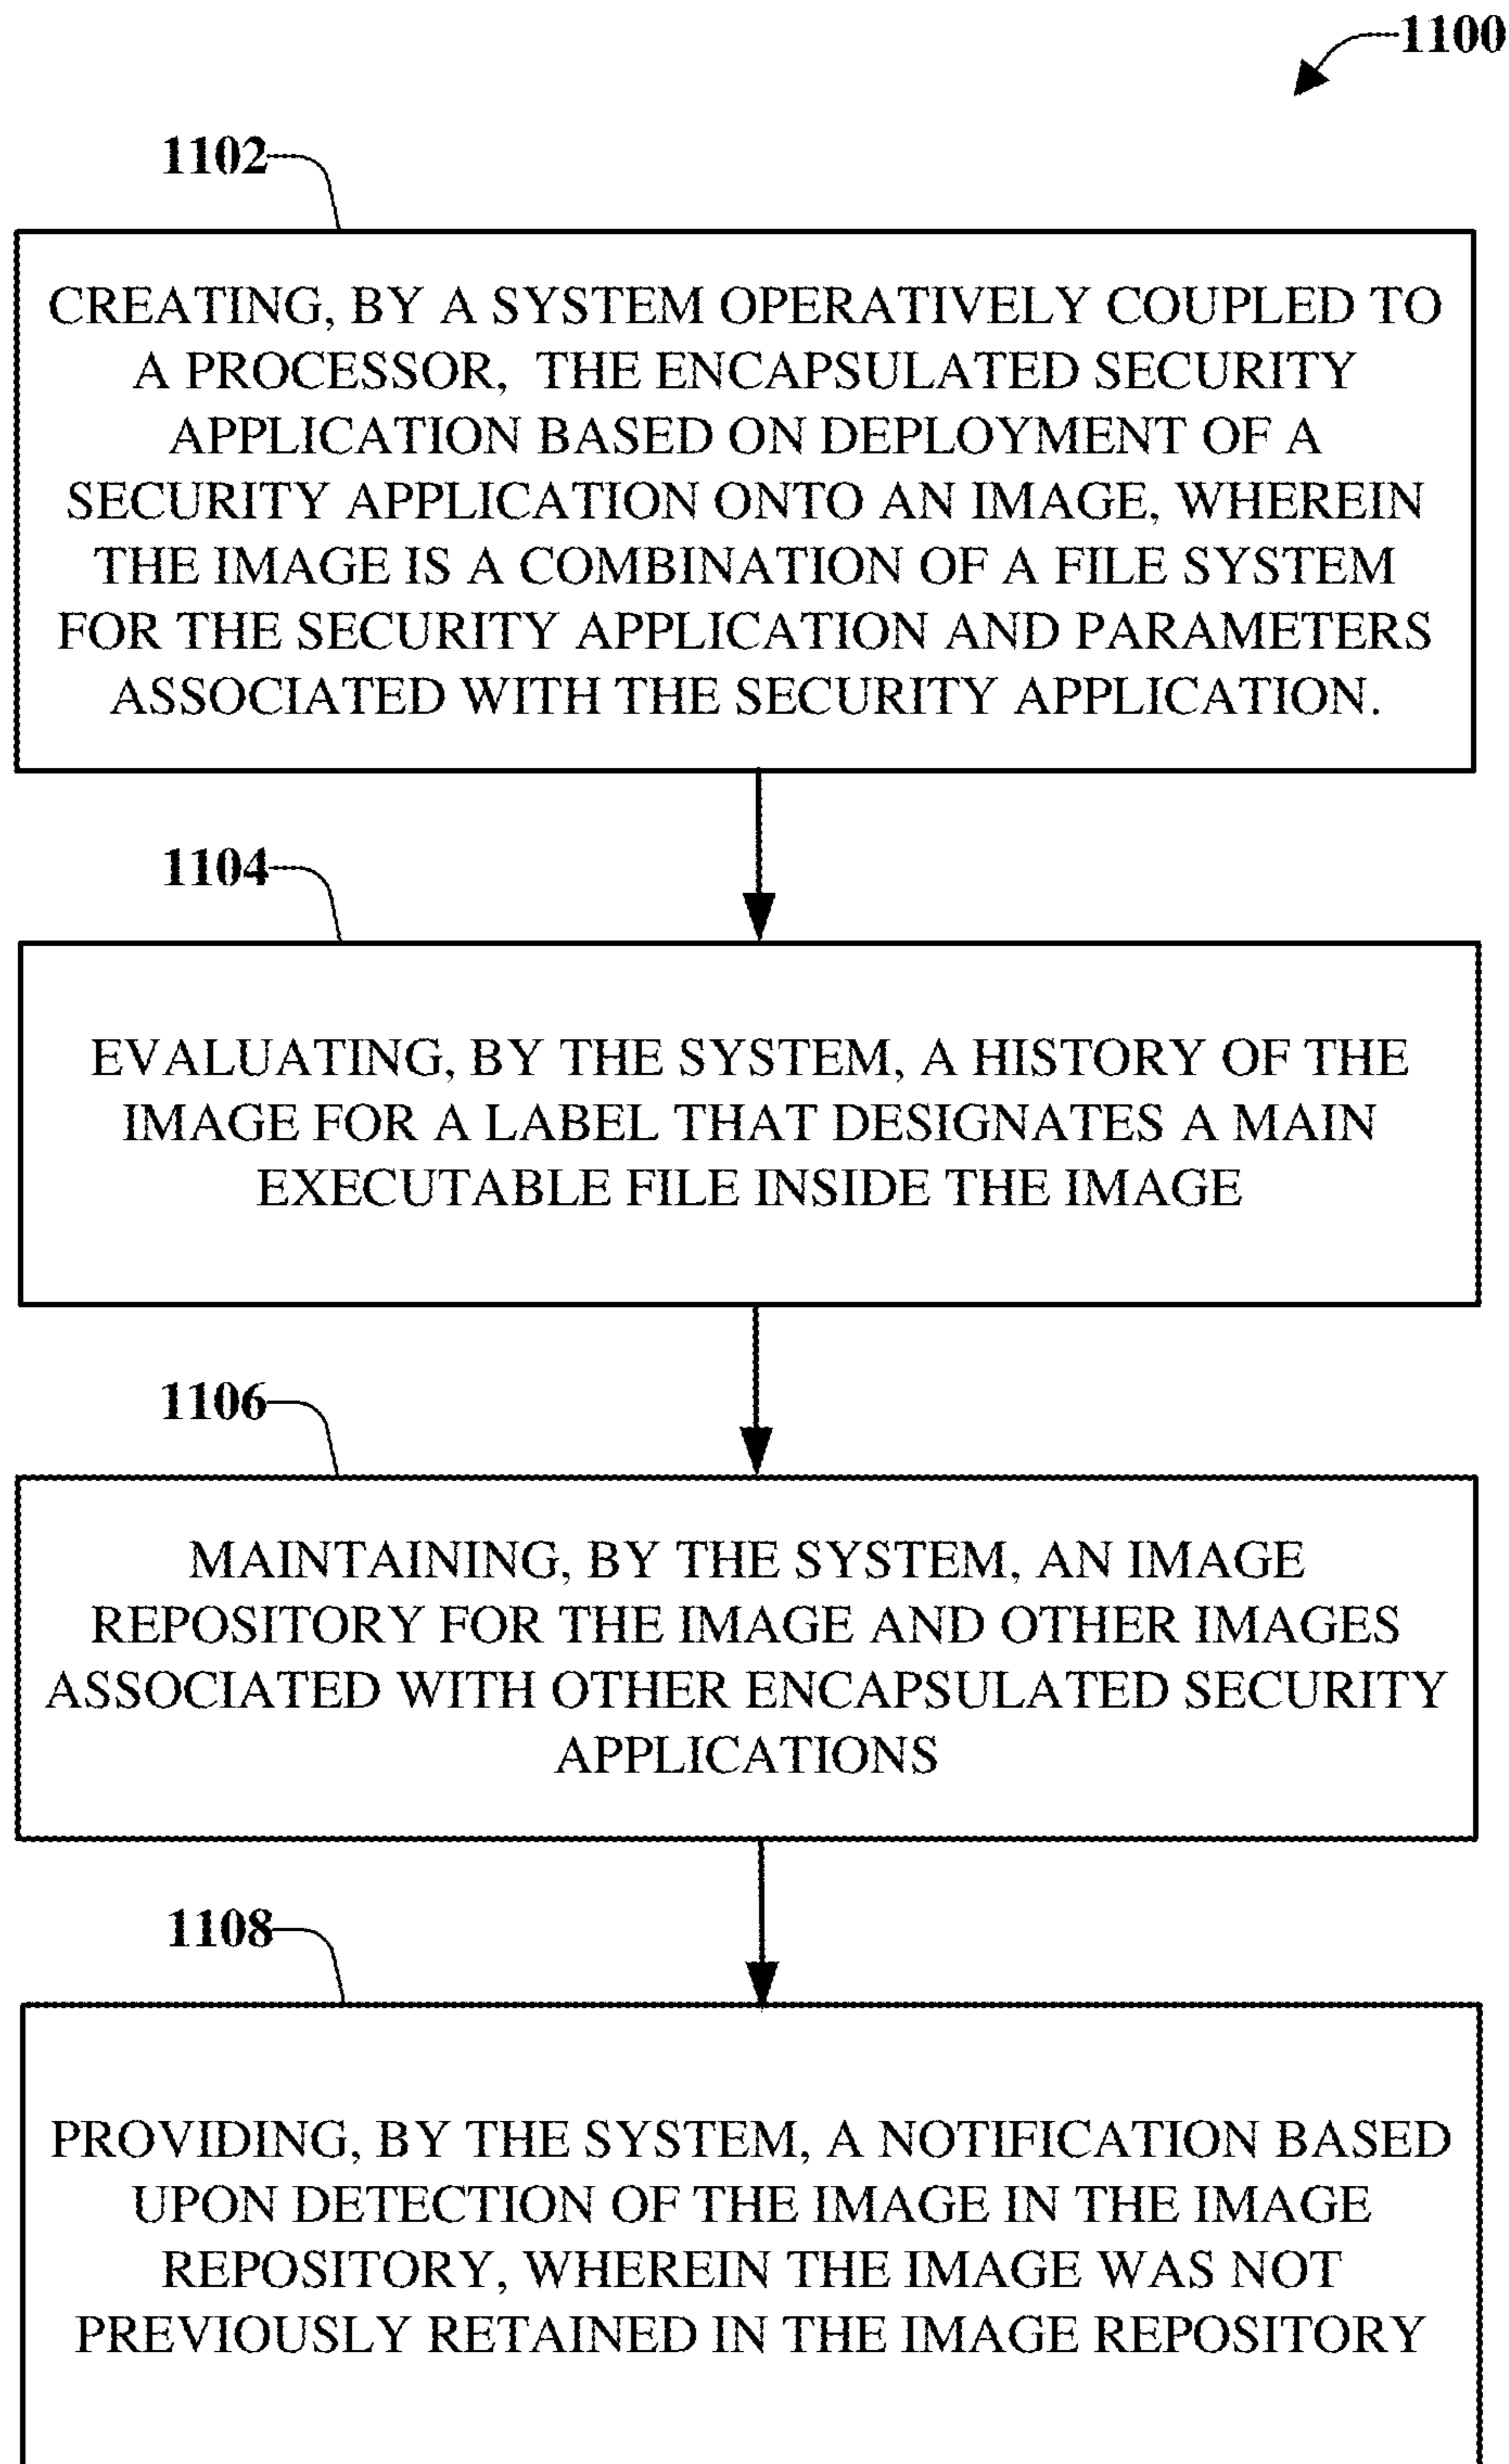 1100
1102
CREATING, BY A SYSTEM OPERATIVELY COUPLED TO
A PROCESSOR, THE ENCAPSULATED SECURITY
APPLICATION BASED ON DEPLOYMENT OF A
SECURITY APPLICATION ONTO AN IMAGE, WHEREIN
THE IMAGE IS A COMBINATION OF A FILE SYSTEM
FOR THE SECURITY APPLICATION AND PARAMETERS
ASSOCIATED WITH THE SECURITY APPLICATION.
1104
EVALUATING, BY THE SYSTEM, A HISTORY OF THE
IMAGE FOR A LABEL THAT DESIGNATES A MAIN
EXECUTABLE FILE INSIDE THE IMAGE
1106
MAINTAINING, BY THE SYSTEM, AN IMAGE
REPOSITORY FOR THE IMAGE AND OTHER IMAGES
ASSOCIATED WITH OTHER ENCAPSULATED SECURITY
APPLICATIONS
1108
PROVIDING, BY THE SYSTEM, A NOTIFICATION BASED
UPON DETECTION OF THE IMAGE IN THE IMAGE
REPOSITORY, WHEREIN THE IMAGE WAS NOT
PREVIOUSLY RETAINED IN THE IMAGE REPOSITORY